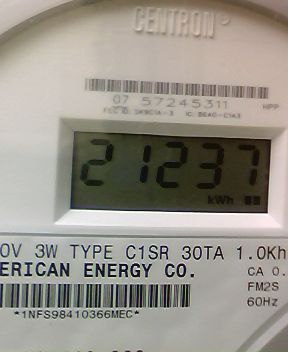 CENTRON
07 57245311 HPP
21237
kWh
0V 3W TYPE C1SR 30TA 1.0Kh
ERICAN ENERGY CO. CA 0.
FM2S
*1NFS98410366MEC* 60Hz